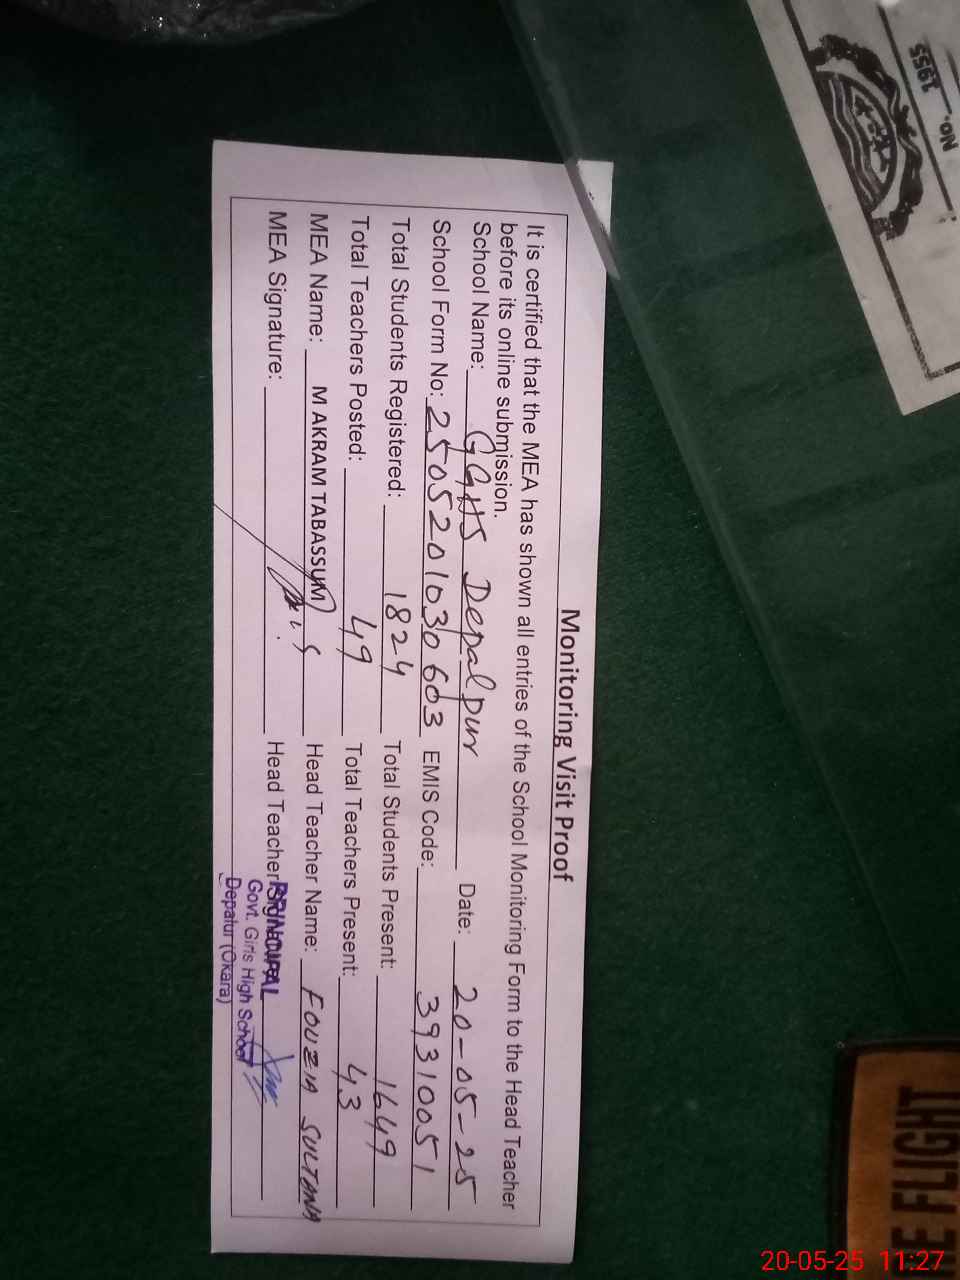 Monitoring Visit Proof
It is certified that the MEA has shown all entries of the School Monitoring Form to the Head Teacher
before its online submission.
School Name: GGHS Depalpur Date: 20-05-25
School Form No: 2505201030603 EMIS Code: 39310051
Total Students Registered: 1824 Total Students Present: 1649
Total Teachers Posted: 49 Total Teachers Present: 43
MEA Name: M AKRAM TABASSUM Head Teacher Name: FOUZIA SULTANA
MEA Signature: Head Teacher Signature
PRINCIPAL
Govt. Girls High School
Depalur (Okara)
No. 1955
HE FLIGHT
20-05-25 11:27